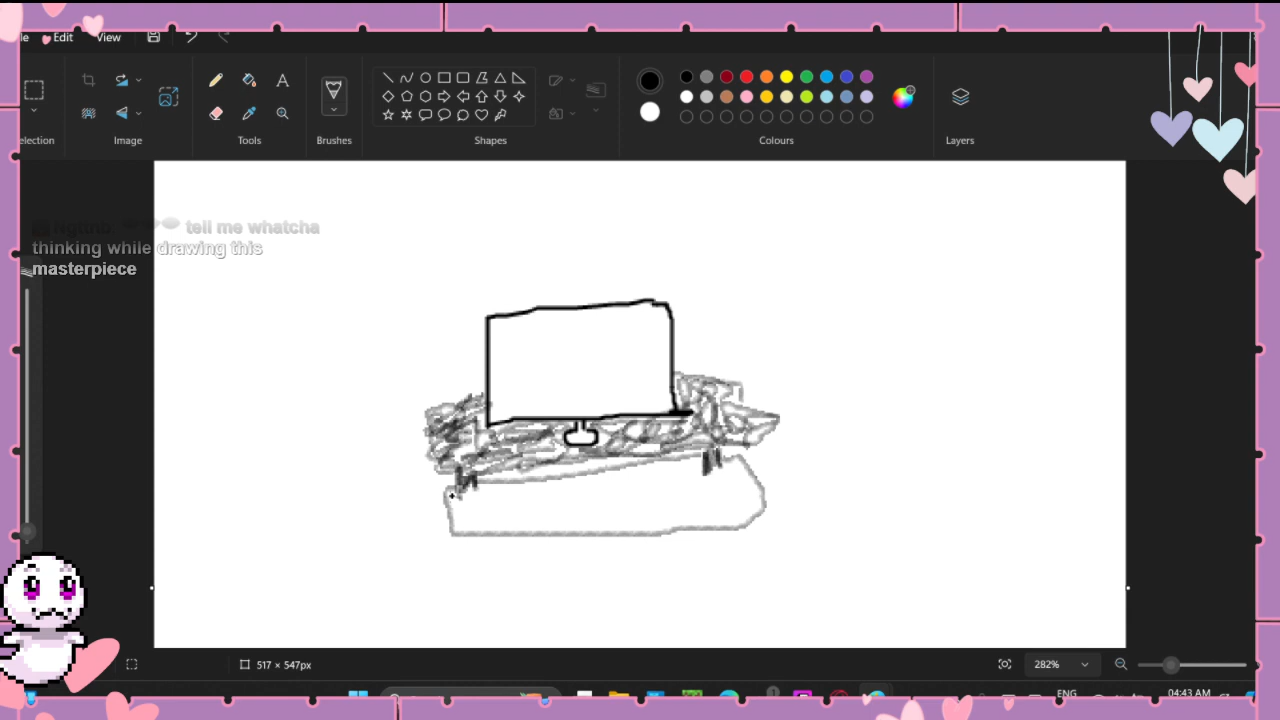 Edit View
Selection
Image
Tools
Brushes
Shapes
Colours
Layers
tell me whatcha
thinking while drawing this
masterpiece
517 × 547px
282%
ENG
04:43 AM